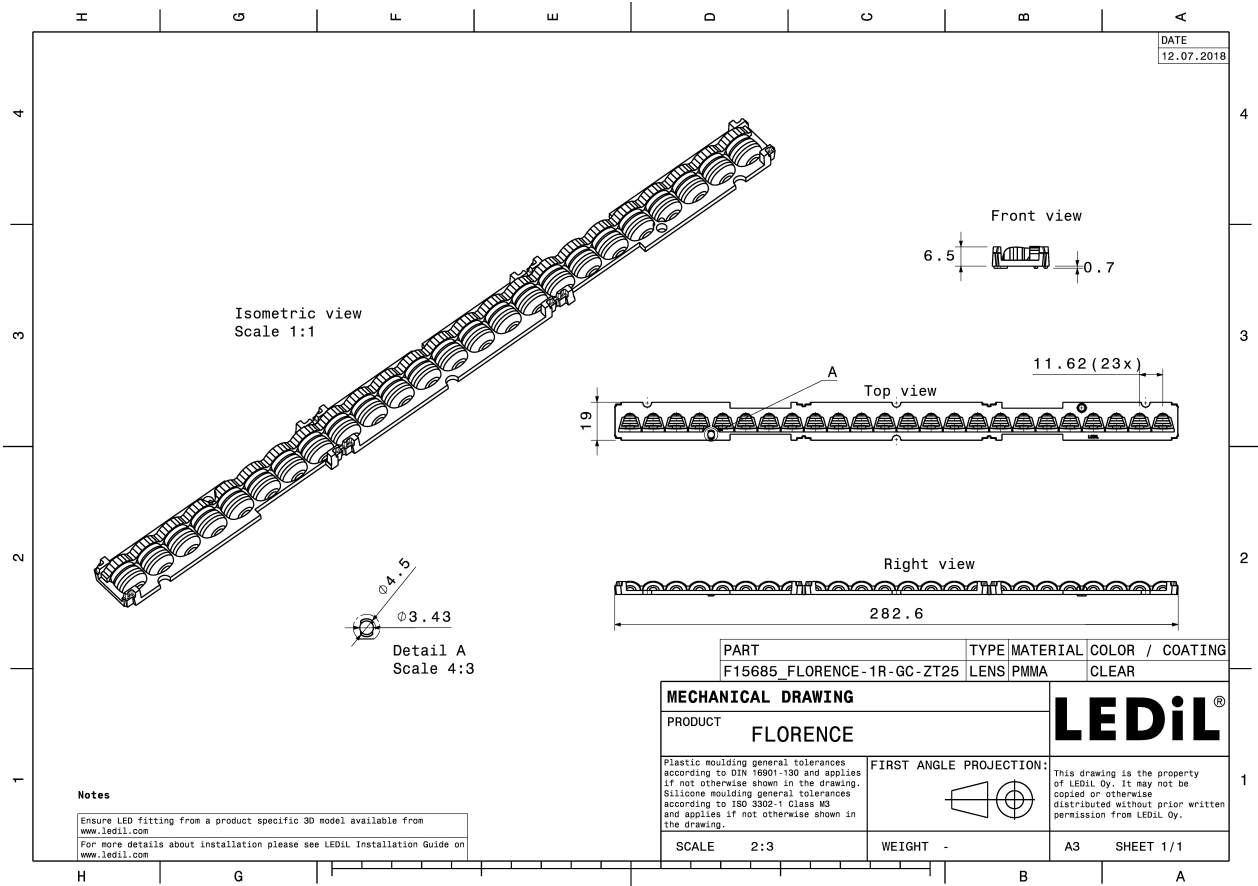 H G F E D C B A
DATE
12.07.2018
4 4
Front view
6.5
0.7
Isometric view
Scale 1:1
3 3
11.62(23x)
A
Top view
19
LEDiL
2 2
Right view
282.6
Ø4.5
Ø3.43
Detail A
Scale 4:3
PART TYPE MATERIAL COLOR / COATING
F15685_FLORENCE-1R-GC-ZT25 LENS PMMA CLEAR
MECHANICAL DRAWING
PRODUCT
FLORENCE
LEDiL®
Plastic moulding general tolerances
according to DIN 16901-130 and applies
if not otherwise shown in the drawing.
Silicone moulding general tolerances
according to ISO 3302-1 Class M3
and applies if not otherwise shown in
the drawing.
FIRST ANGLE PROJECTION:
This drawing is the property
of LEDiL Oy. It may not be
copied or otherwise
distributed without prior written
permission from LEDiL Oy.
1 1
SCALE 2:3
WEIGHT -
A3 SHEET 1/1
Notes
Ensure LED fitting from a product specific 3D model available from
www.ledil.com
For more details about installation please see LEDiL Installation Guide on
www.ledil.com
H G B A